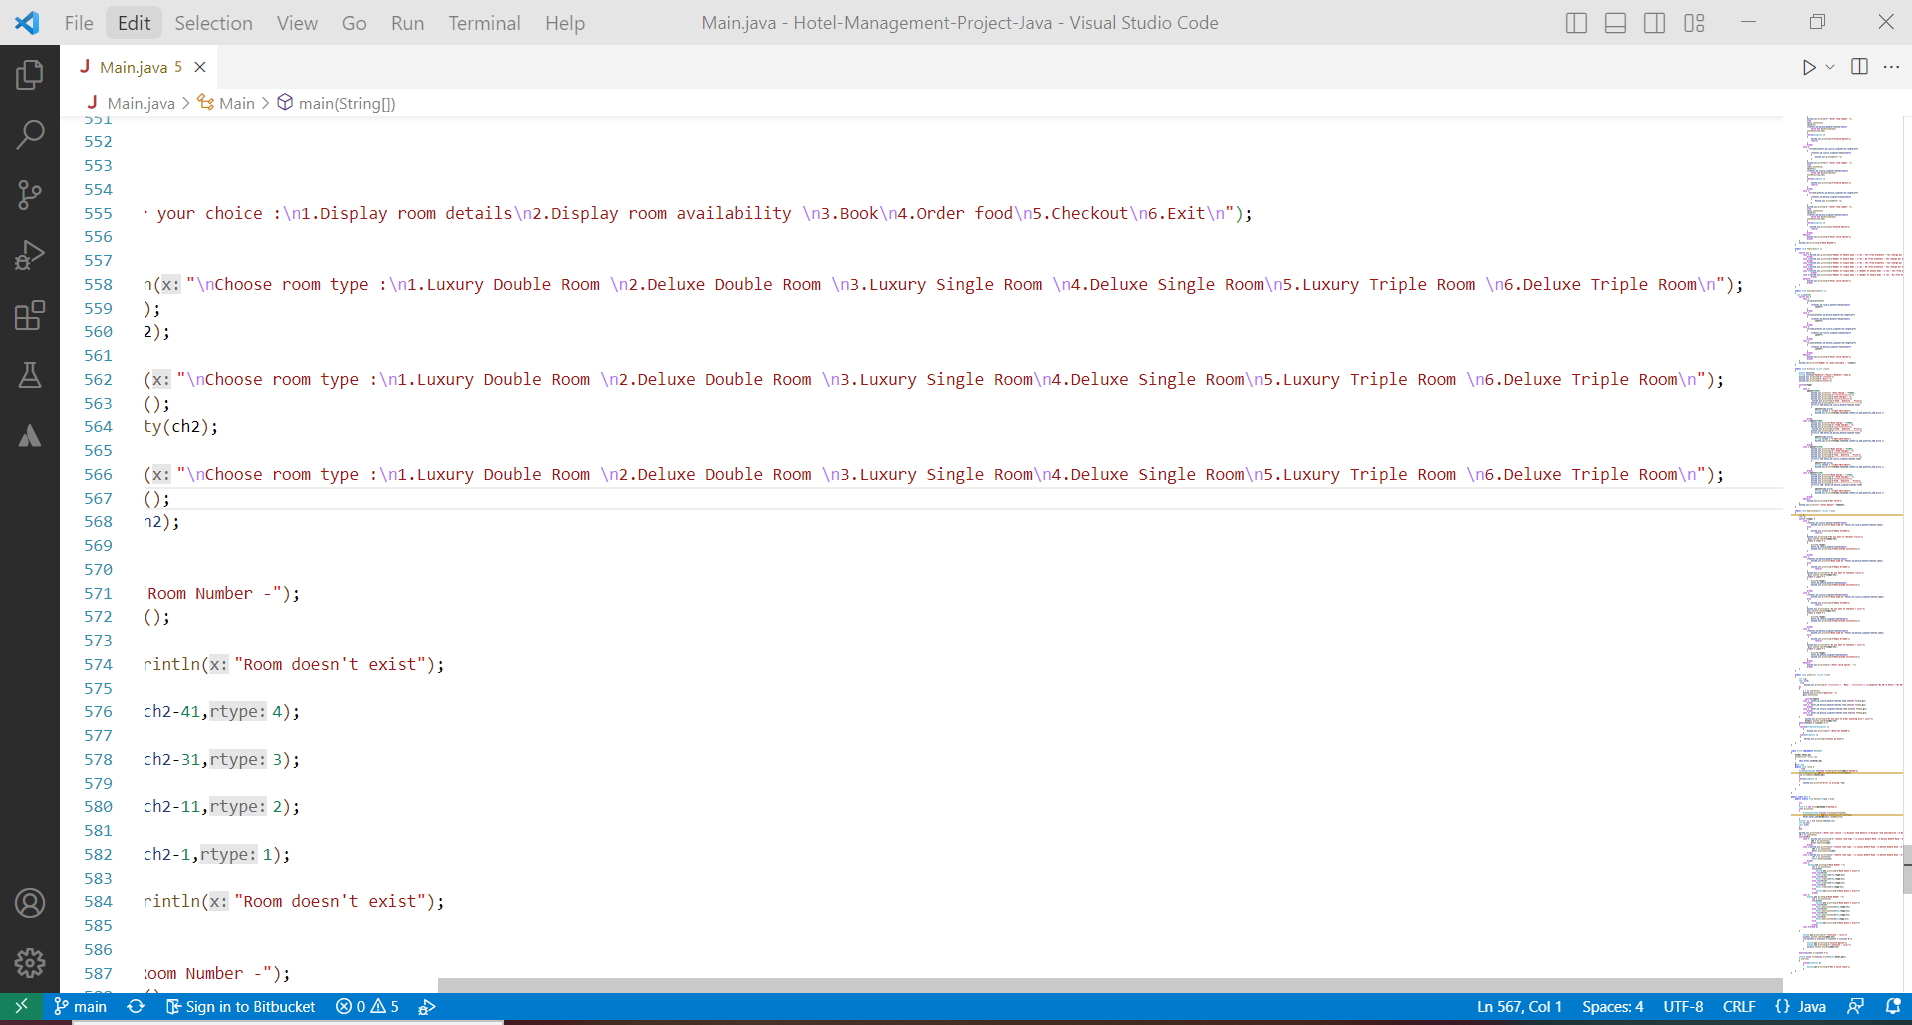 File Edit Selection View Go Run Terminal Help Main.java - Hotel-Management-Project-Java - Visual Studio Code
J Main.java 5
J Main.java > Main > main(String[])
551
552
553
554
555 your choice :\n1.Display room details\n2.Display room availability \n3.Book\n4.Order food\n5.Checkout\n6.Exit\n");
556
557
558 (x: "\nChoose room type :\n1.Luxury Double Room \n2.Deluxe Double Room \n3.Luxury Single Room \n4.Deluxe Single Room\n5.Luxury Triple Room \n6.Deluxe Triple Room\n");
559 );
560 2);
561
562 (x: "\nChoose room type :\n1.Luxury Double Room \n2.Deluxe Double Room \n3.Luxury Single Room\n4.Deluxe Single Room\n5.Luxury Triple Room \n6.Deluxe Triple Room\n");
563 ();
564 ty(ch2);
565
566 (x: "\nChoose room type :\n1.Luxury Double Room \n2.Deluxe Double Room \n3.Luxury Single Room\n4.Deluxe Single Room\n5.Luxury Triple Room \n6.Deluxe Triple Room\n");
567 ();
568 h2);
569
570
571 Room Number -");
572 ();
573
574 rintln(x: "Room doesn't exist");
575
576 ch2-41,rtype: 4);
577
578 ch2-31,rtype: 3);
579
580 ch2-11,rtype: 2);
581
582 ch2-1,rtype: 1);
583
584 rintln(x: "Room doesn't exist");
585
586
587 oom Number -");
main Sign in to Bitbucket 0 5 Ln 567, Col 1 Spaces: 4 UTF-8 CRLF {} Java